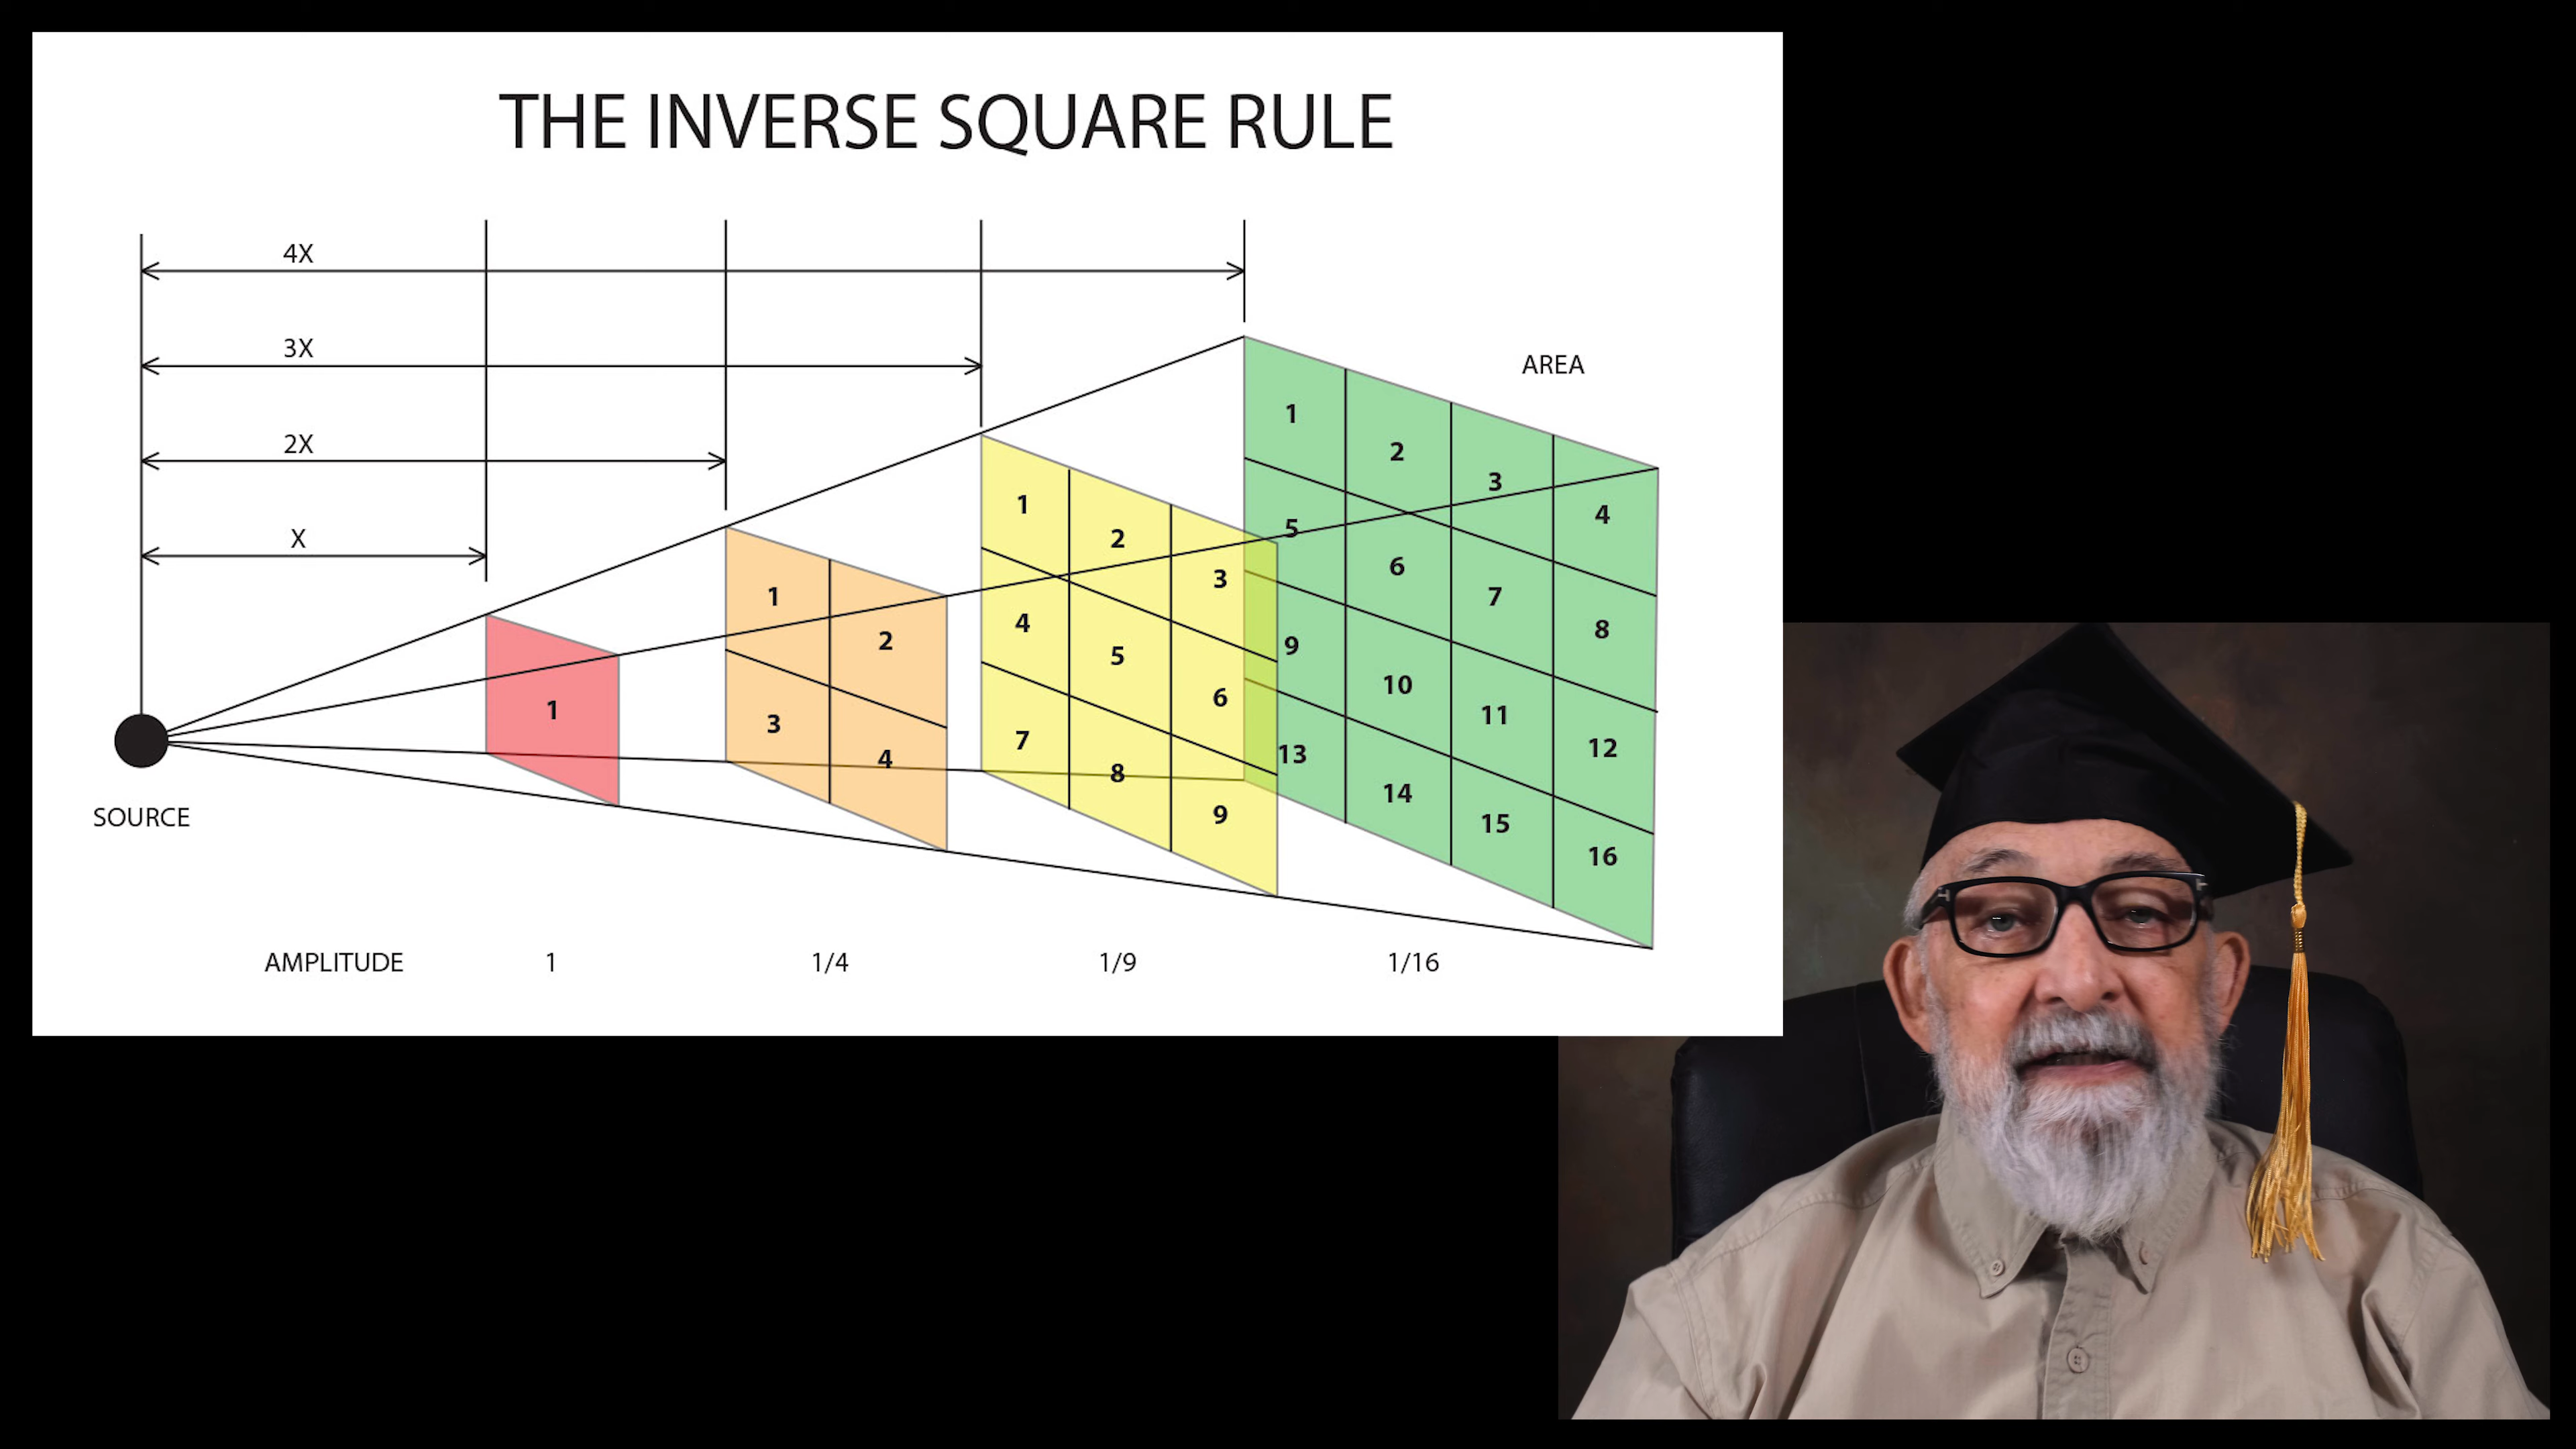 THE INVERSE SQUARE RULE
4X
3X
2X
X
AREA
1
1 2
3 4
1 2 3
4 5 6
7 8 9
1 2 3 4
5 6 7 8
9 10 11 12
13 14 15 16
SOURCE
AMPLITUDE 1 1/4 1/9 1/16